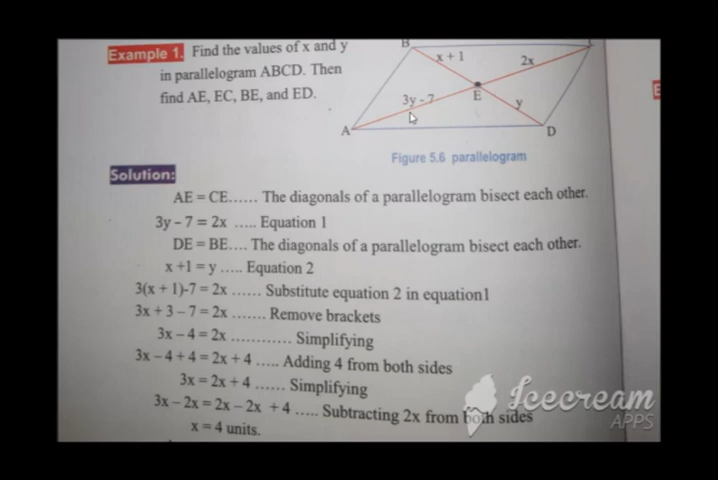 Example 1. Find the values of x and y
in parallelogram ABCD. Then
find AE, EC, BE, and ED.
B
x + 1
2x
3y - 7
E
y
A
D
Figure 5.6 parallelogram
Solution:
AE = CE...... The diagonals of a parallelogram bisect each other.
3y – 7 = 2x ..... Equation 1
DE = BE.... The diagonals of a parallelogram bisect each other.
x +1 = y ..... Equation 2
3(x + 1)-7 = 2x ...... Substitute equation 2 in equation1
3x + 3 – 7 = 2x ....... Remove brackets
3x – 4 = 2x ............ Simplifying
3x – 4 + 4 = 2x + 4 ..... Adding 4 from both sides
3x = 2x + 4 ...... Simplifying
3x – 2x = 2x – 2x + 4 ..... Subtracting 2x from both sides
x = 4 units.
Icecream
APPS